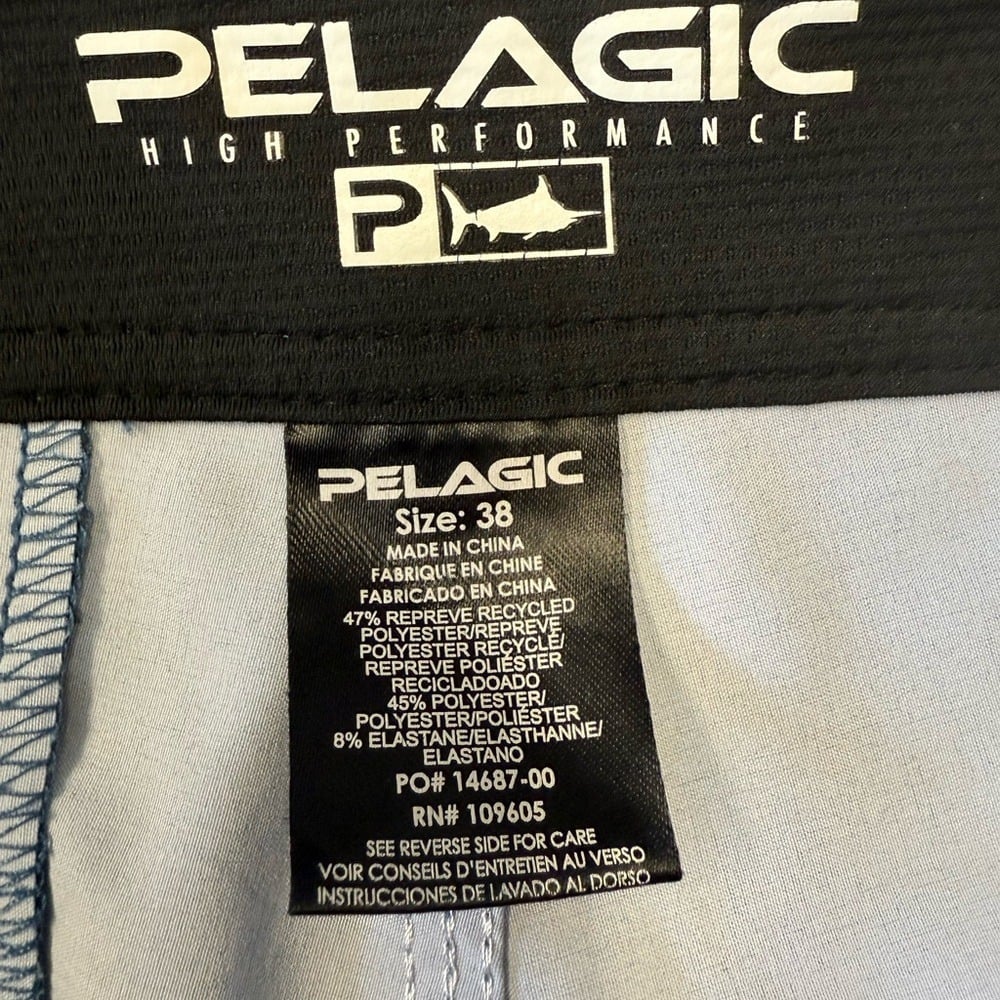 PELAGIC
HIGH PERFORMANCE
P
PELAGIC
Size: 38
MADE IN CHINA
FABRIQUE EN CHINE
FABRICADO EN CHINA
47% REPREVE RECYCLED
POLYESTER/REPREVE
POLYESTER RECYCLÉ/
REPREVE POLIÉSTER
RECICLADOADO
45% POLYESTER/
POLYESTER/POLIÉSTER
8% ELASTANE/ELASTHANNE/
ELASTANO
PO# 14687-00
RN# 109605
SEE REVERSE SIDE FOR CARE
VOIR CONSEILS D'ENTRETIEN AU VERSO
INSTRUCCIONES DE LAVADO AL DORSO